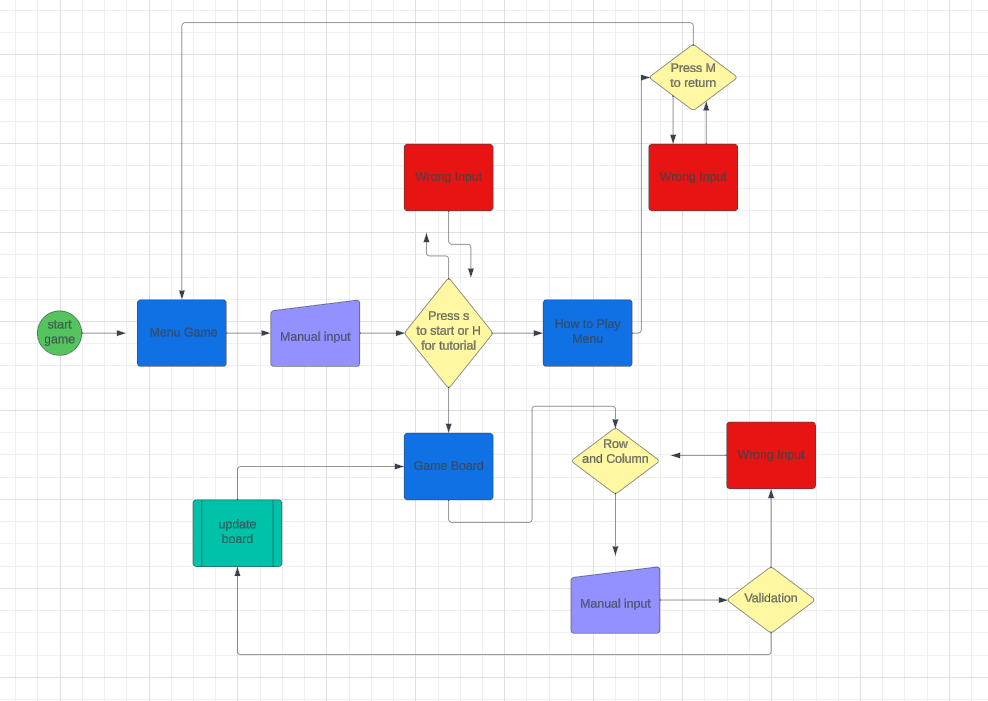 Press M
to return
Wrong Input
Wrong Input
start
game
Menu Game
Manual input
Press s
to start or H
for tutorial
How to Play
Menu
Game Board
Row
and Column
Wrong Input
update
board
Manual input
Validation